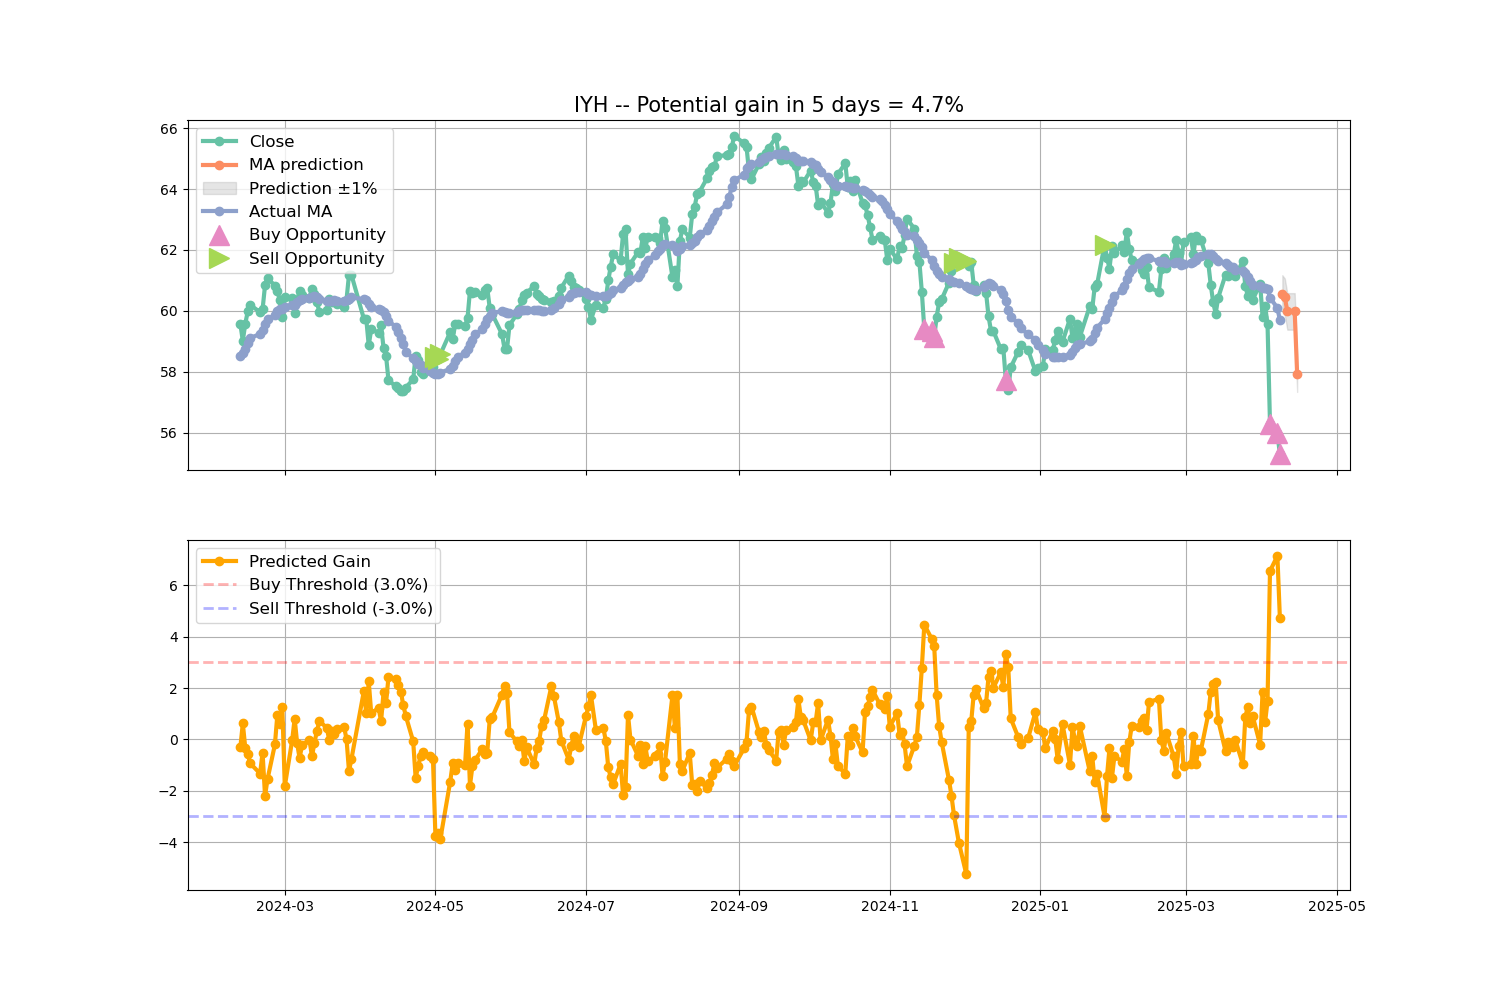 IYH -- Potential gain in 5 days = 4.7%
66
64
62
60
58
56
Close
MA prediction
Prediction ±1%
Actual MA
Buy Opportunity
Sell Opportunity
6
4
2
0
−2
−4
Predicted Gain
Buy Threshold (3.0%)
Sell Threshold (-3.0%)
2024-03
2024-05
2024-07
2024-09
2024-11
2025-01
2025-03
2025-05